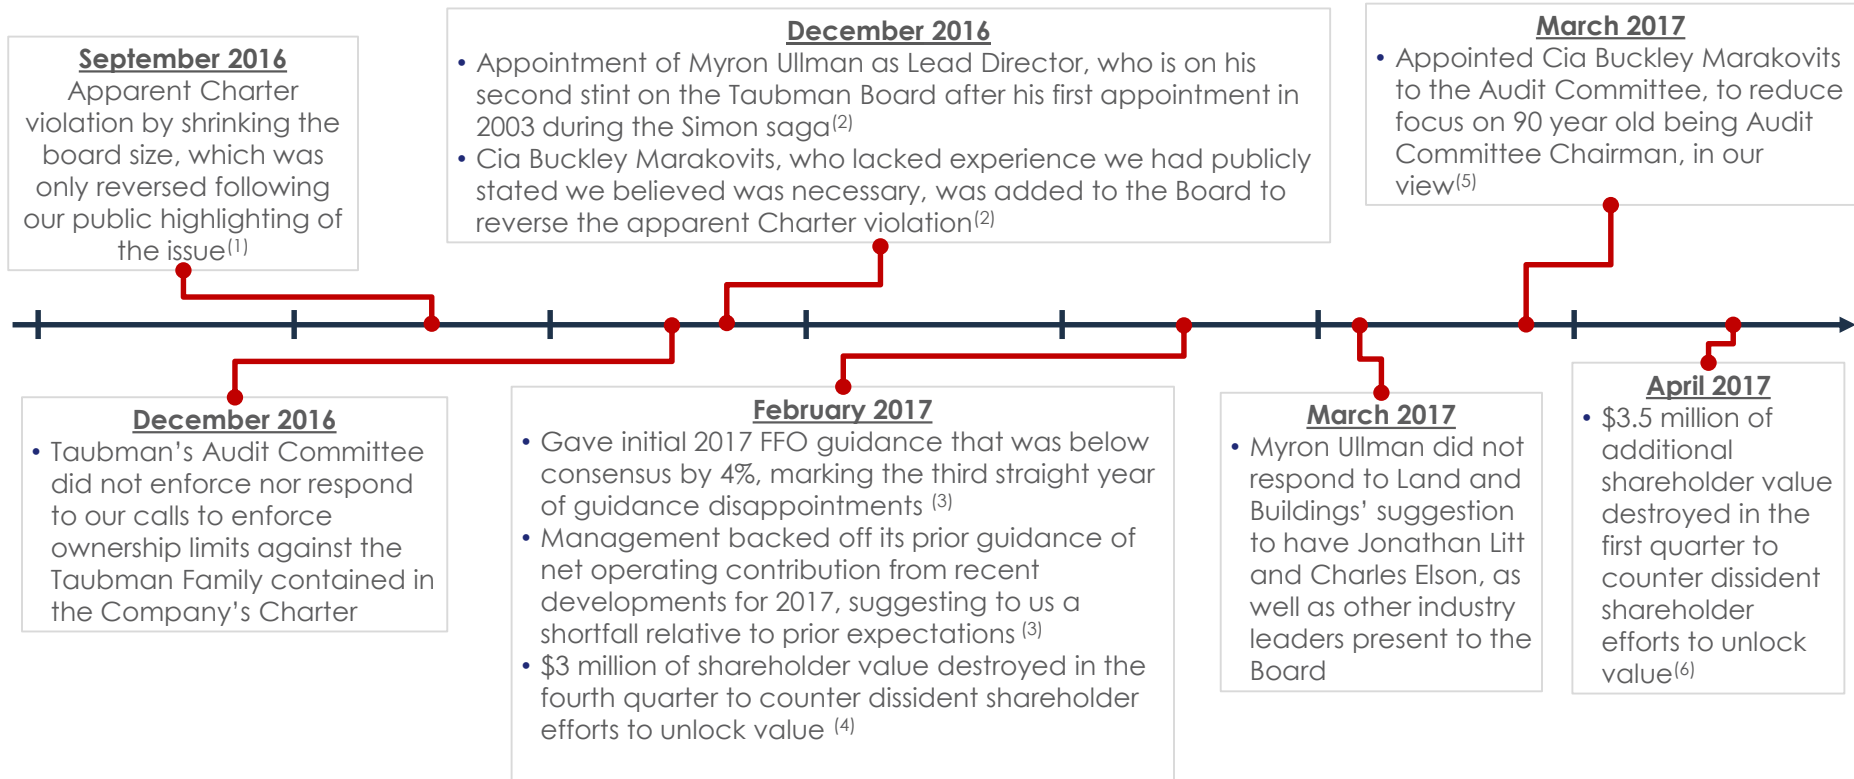 September 2016
Apparent Charter
violation by shrinking the
board size, which was
only reversed following
our public highlighting of
the issue(1)
December 2016
• Appointment of Myron Ullman as Lead Director, who is on his
second stint on the Taubman Board after his first appointment in
2003 during the Simon saga(2)
• Cia Buckley Marakovits, who lacked experience we had publicly
stated we believed was necessary, was added to the Board to
reverse the apparent Charter violation(2)
March 2017
• Appointed Cia Buckley Marakovits
to the Audit Committee, to reduce
focus on 90 year old being Audit
Committee Chairman, in our
view(5)
December 2016
• Taubman’s Audit Committee
did not enforce nor respond
to our calls to enforce
ownership limits against the
Taubman Family contained in
the Company’s Charter
February 2017
• Gave initial 2017 FFO guidance that was below
consensus by 4%, marking the third straight year
of guidance disappointments (3)
• Management backed off its prior guidance of
net operating contribution from recent
developments for 2017, suggesting to us a
shortfall relative to prior expectations (3)
• $3 million of shareholder value destroyed in the
fourth quarter to counter dissident shareholder
efforts to unlock value (4)
March 2017
• Myron Ullman did not
respond to Land and
Buildings’ suggestion
to have Jonathan Litt
and Charles Elson, as
well as other industry
leaders present to the
Board
April 2017
• $3.5 million of
additional
shareholder value
destroyed in the
first quarter to
counter dissident
shareholder
efforts to unlock
value(6)